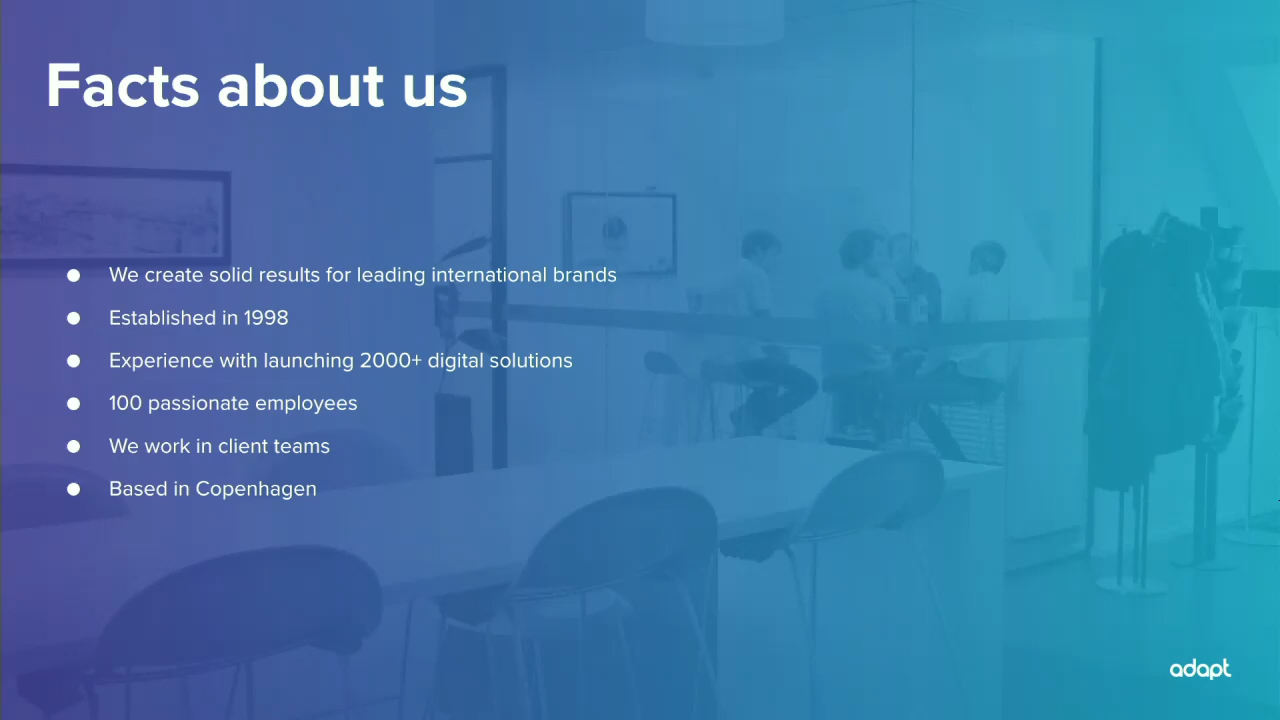 Facts about us
● We create solid results for leading international brands
● Established in 1998
● Experience with launching 2000+ digital solutions
● 100 passionate employees
● We work in client teams
● Based in Copenhagen
adapt